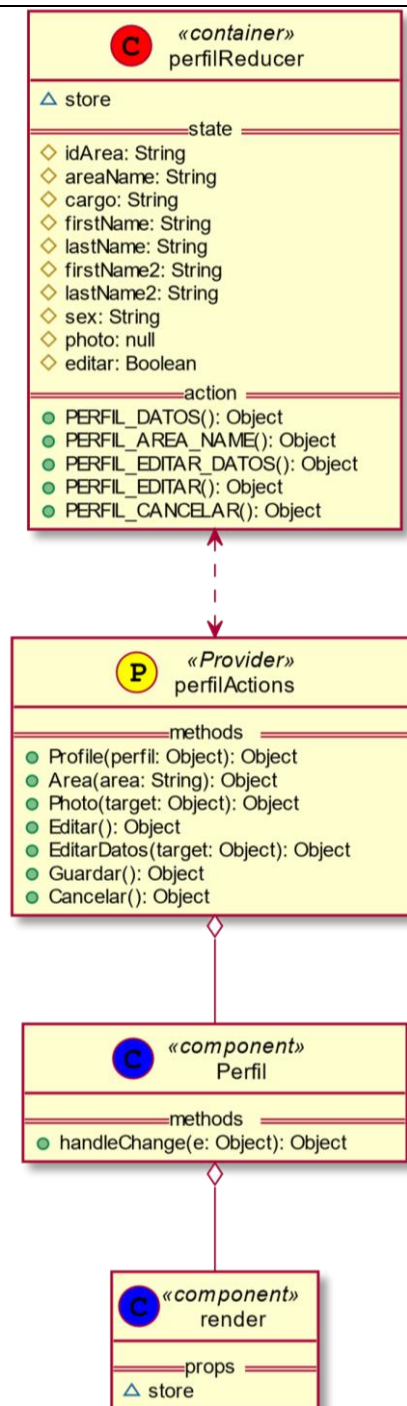 C «container»
perfilReducer
store
state
idArea: String
areaName: String
cargo: String
firstName: String
lastName: String
firstName2: String
lastName2: String
sex: String
photo: null
editar: Boolean
action
PERFIL_DATOS(): Object
PERFIL_AREA_NAME(): Object
PERFIL_EDITAR_DATOS(): Object
PERFIL_EDITAR(): Object
PERFIL_CANCELAR(): Object
P «Provider»
perfilActions
methods
Profile(perfil: Object): Object
Area(area: String): Object
Photo(target: Object): Object
Editar(): Object
EditarDatos(target: Object): Object
Guardar(): Object
Cancelar(): Object
C «component»
Perfil
methods
handleChange(e: Object): Object
C «component»
render
props
store